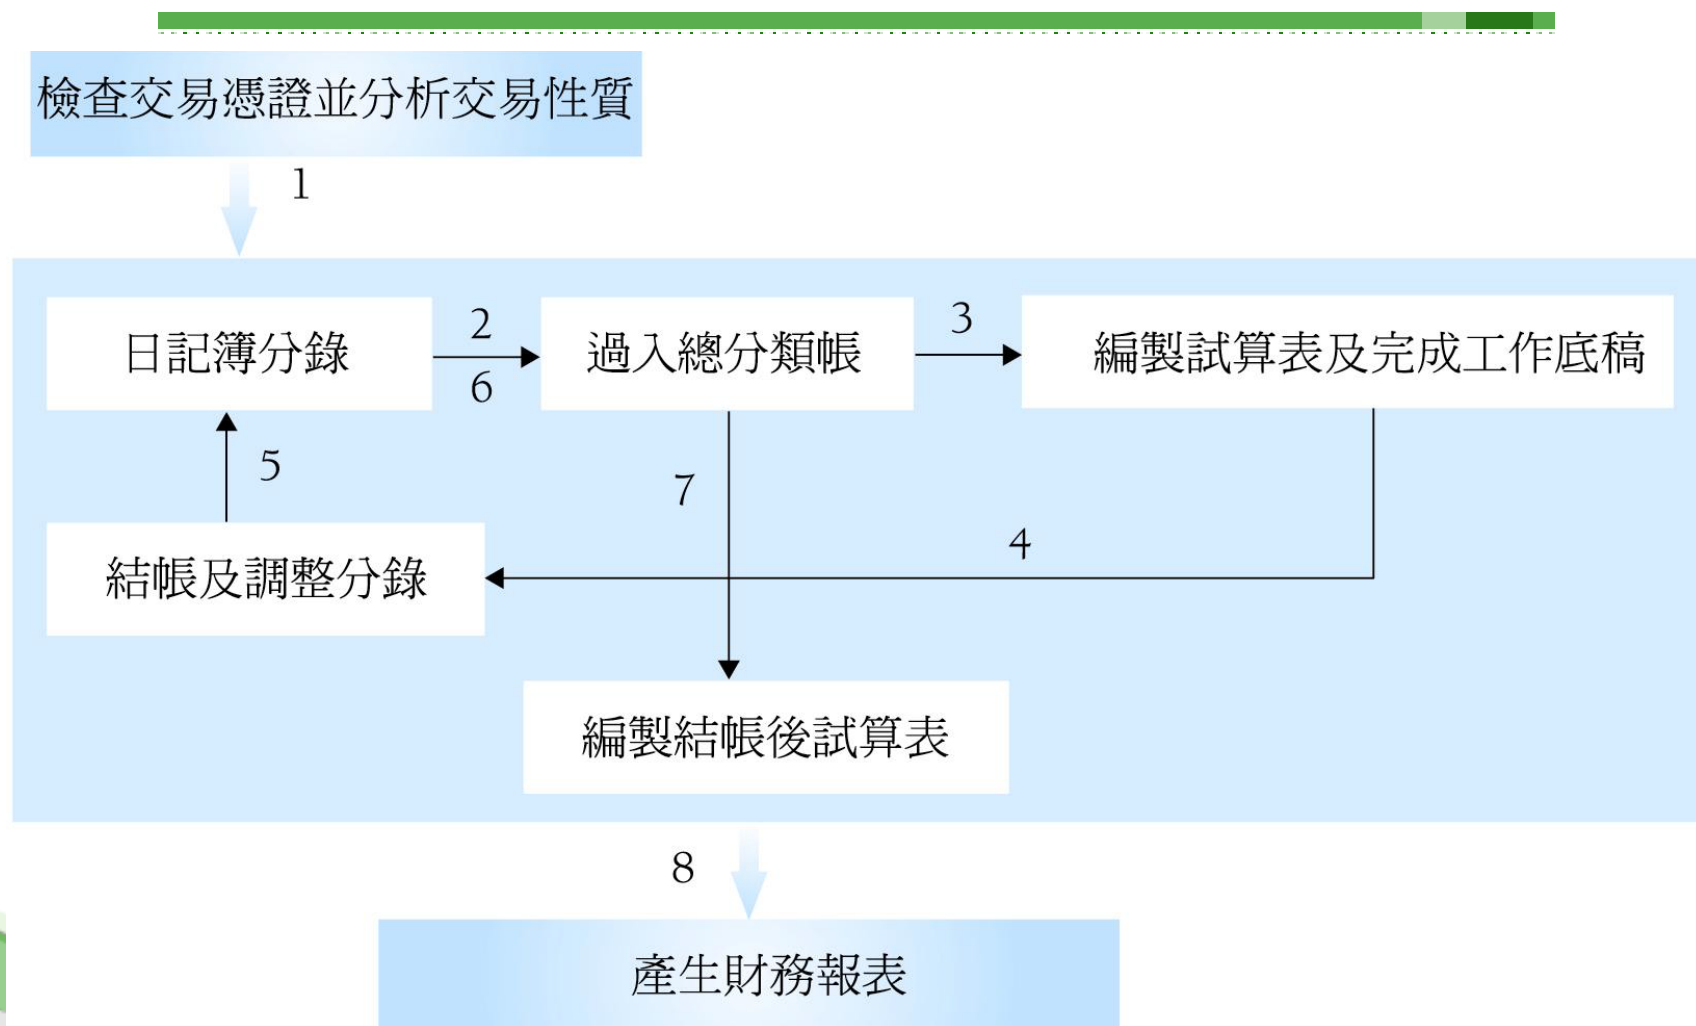 檢查交易憑證並分析交易性質
1
日記簿分錄
2
6
過入總分類帳
3
編製試算表及完成工作底稿
5
7
4
結帳及調整分錄
編製結帳後試算表
8
產生財務報表